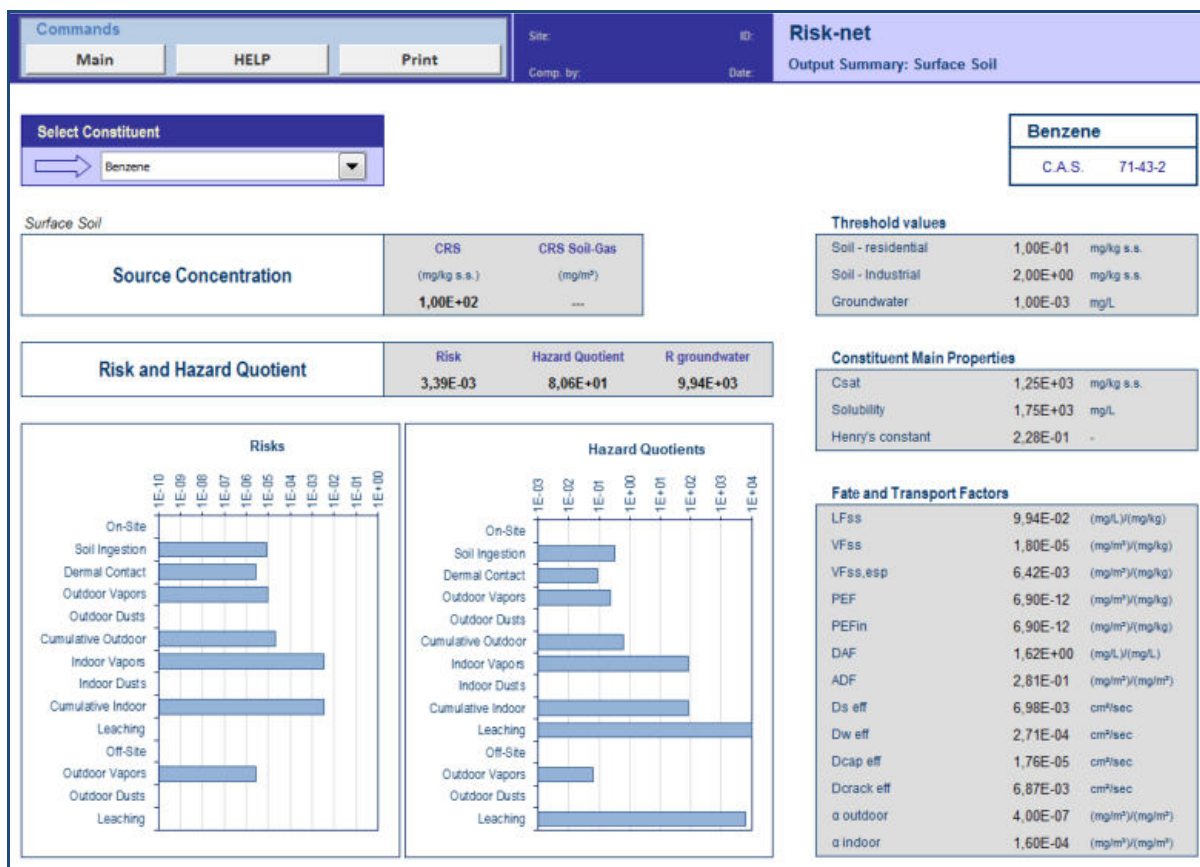 Commands
Main HELP Print
Site: ID:
Comp. by: Date:
Risk-net
Output Summary: Surface Soil
Select Constituent
Benzene
Benzene
C.A.S. 71-43-2
Surface Soil
Source Concentration
CRS CRS Soil-Gas
(mg/kg s.s.) (mg/m³)
1,00E+02 ---
Risk and Hazard Quotient
Risk Hazard Quotient R groundwater
3,39E-03 8,06E+01 9,94E+03
Risks
1E-10 1E-09 1E-08 1E-07 1E-06 1E-05 1E-04 1E-03 1E-02 1E-01 1E+00
On-Site
Soil Ingestion
Dermal Contact
Outdoor Vapors
Outdoor Dusts
Cumulative Outdoor
Indoor Vapors
Indoor Dusts
Cumulative Indoor
Leaching
Off-Site
Outdoor Vapors
Outdoor Dusts
Leaching
Hazard Quotients
1E-03 1E-02 1E-01 1E+00 1E+01 1E+02 1E+03 1E+04
On-Site
Soil Ingestion
Dermal Contact
Outdoor Vapors
Outdoor Dusts
Cumulative Outdoor
Indoor Vapors
Indoor Dusts
Cumulative Indoor
Leaching
Off-Site
Outdoor Vapors
Outdoor Dusts
Leaching
Threshold values
Soil - residential 1,00E-01 mg/kg s.s.
Soil - Industrial 2,00E+00 mg/kg s.s.
Groundwater 1,00E-03 mg/L
Constituent Main Properties
Csat 1,25E+03 mg/kg s.s.
Solubility 1,75E+03 mg/L
Henry's constant 2,28E-01 -
Fate and Transport Factors
LFss 9,94E-02 (mg/L)/(mg/kg)
VFss 1,80E-05 (mg/m³)/(mg/kg)
VFss,esp 6,42E-03 (mg/m³)/(mg/kg)
PEF 6,90E-12 (mg/m³)/(mg/kg)
PEFin 6,90E-12 (mg/m³)/(mg/kg)
DAF 1,62E+00 (mg/L)/(mg/L)
ADF 2,81E-01 (mg/m³)/(mg/m³)
Ds eff 6,98E-03 cm²/sec
Dw eff 2,71E-04 cm²/sec
Dcap eff 1,76E-05 cm²/sec
Dcrack eff 6,87E-03 cm²/sec
α outdoor 4,00E-07 (mg/m³)/(mg/m³)
α indoor 1,60E-04 (mg/m³)/(mg/m³)